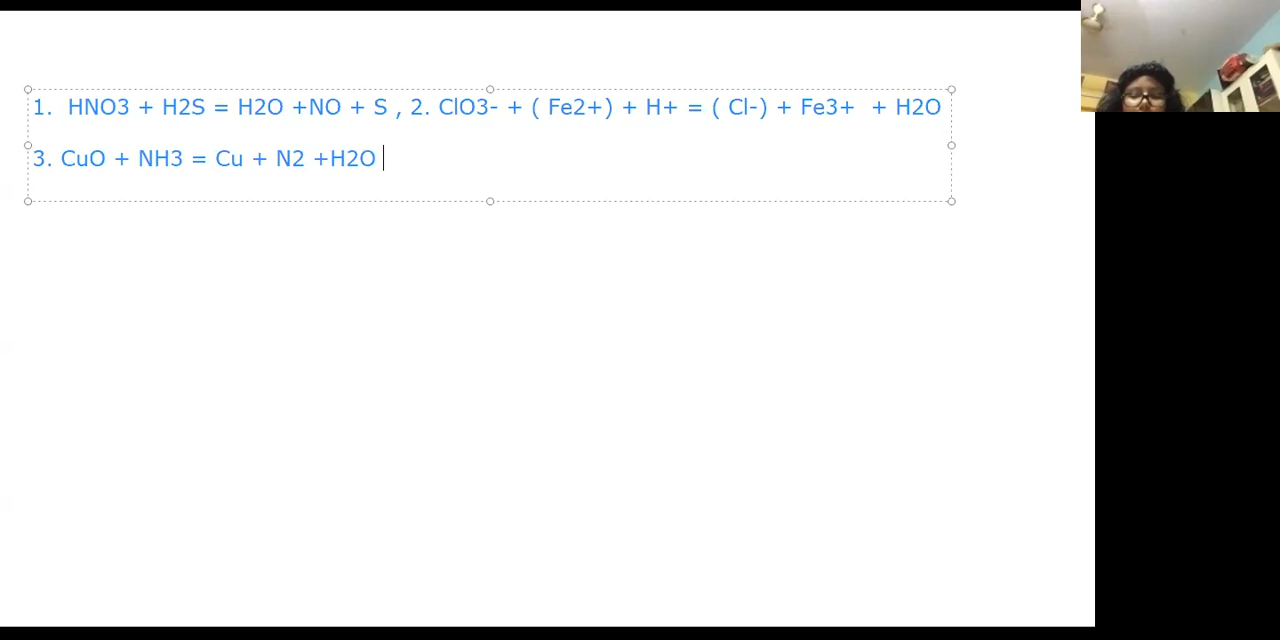 1.  HNO3 + H2S = H2O +NO + S , 2. ClO3- + ( Fe2+) + H+ = ( Cl-) + Fe3+  + H2O
3. CuO + NH3 = Cu + N2 +H2O